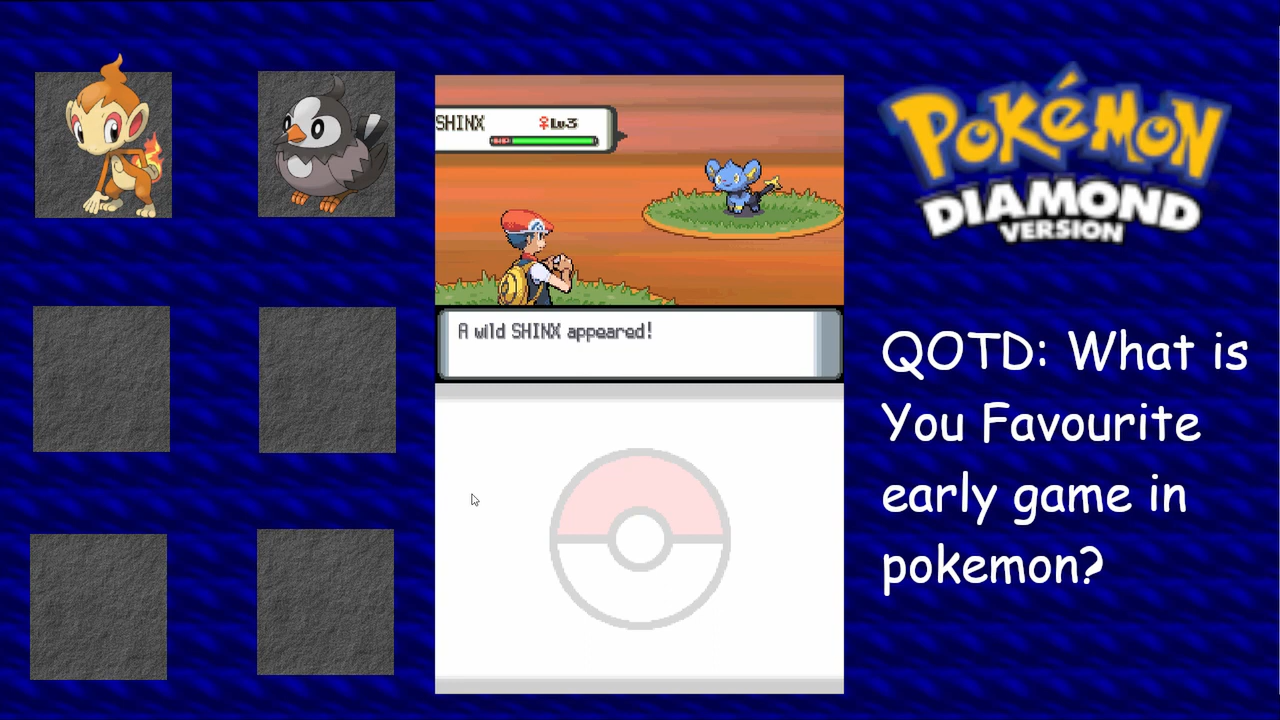 SHINX ♀Lv3
HP
A wild SHINX appeared!
POKéMON
DIAMOND
VERSION
QOTD: What is
You Favourite
early game in
pokemon?